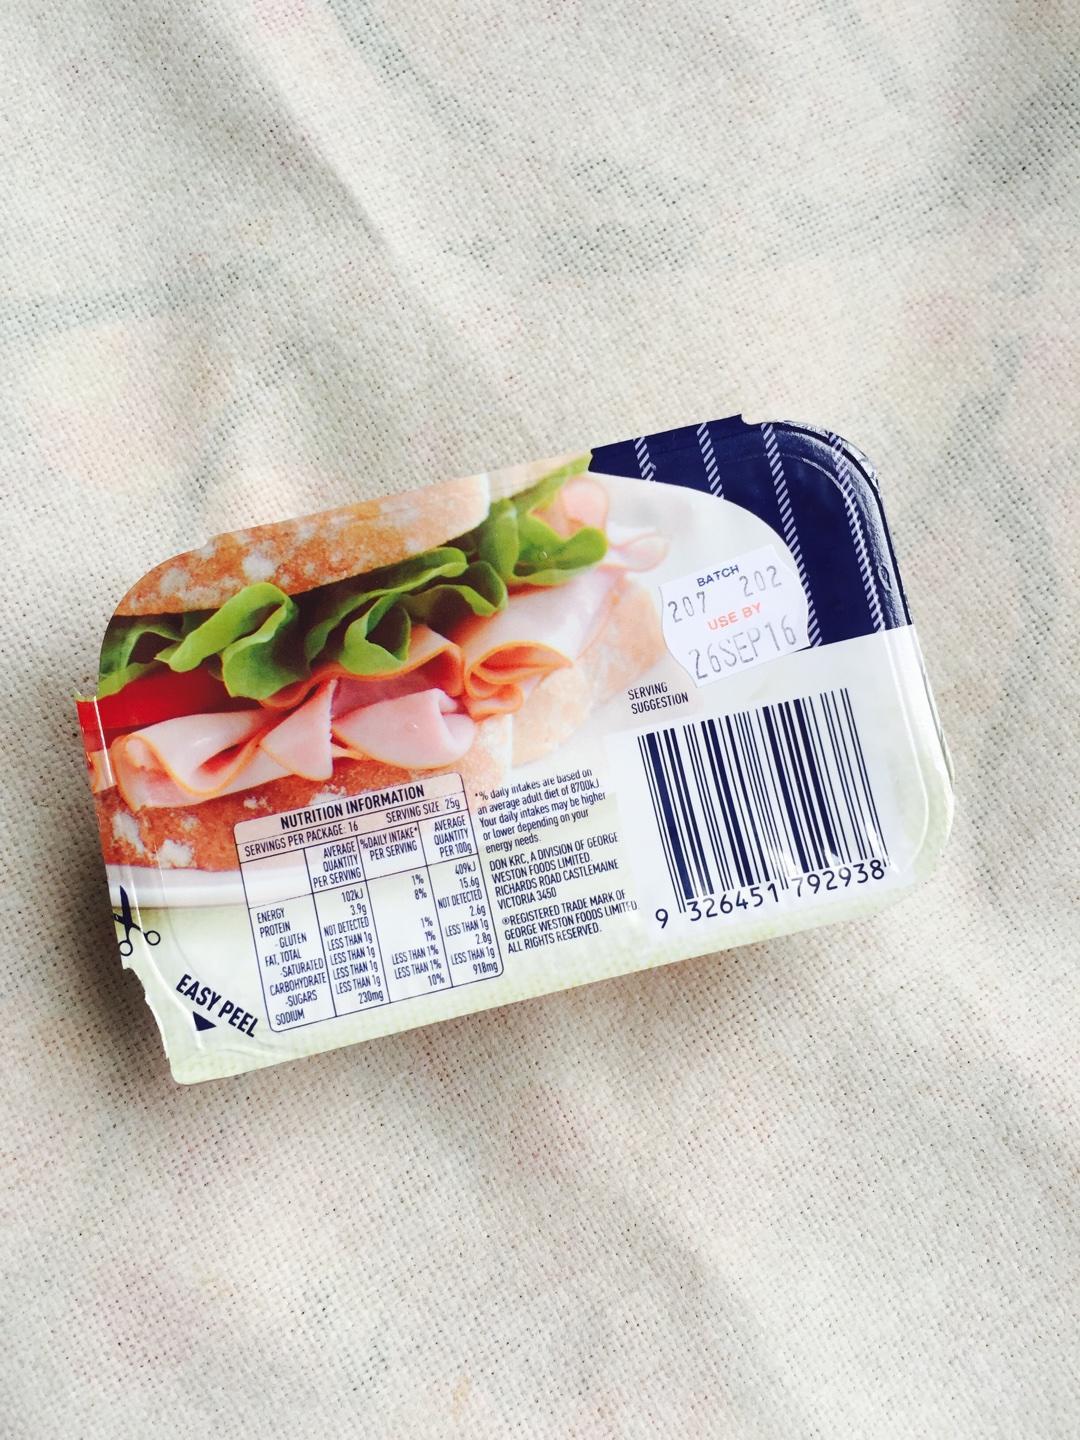 BATCH
207 202
USE BY
26SEP16
SERVING
SUGGESTION
NUTRITION INFORMATION
SERVINGS PER PACKAGE: 16 SERVING SIZE: 25g
AVERAGE QUANTITY PER SERVING %DAILY INTAKE* PER SERVING AVERAGE QUANTITY PER 100g
ENERGY 102kJ 1% 409kJ
PROTEIN 3.9g 8% 15.6g
- GLUTEN NOT DETECTED NOT DETECTED
FAT, TOTAL LESS THAN 1g 1% 2.6g
-SATURATED LESS THAN 1g 1% LESS THAN 1g
CARBOHYDRATE LESS THAN 1g LESS THAN 1% 2.8g
-SUGARS LESS THAN 1g LESS THAN 1% LESS THAN 1g
SODIUM 230mg 10% 918mg
*% daily intakes are based on
an average adult diet of 8700kJ
Your daily intakes may be higher
or lower depending on your
energy needs.
DON KRC, A DIVISION OF GEORGE
WESTON FOODS LIMITED
RICHARDS ROAD CASTLEMAINE
VICTORIA 3450
®REGISTERED TRADE MARK OF
GEORGE WESTON FOODS LIMITED.
ALL RIGHTS RESERVED.
9 326451 792938
EASY PEEL